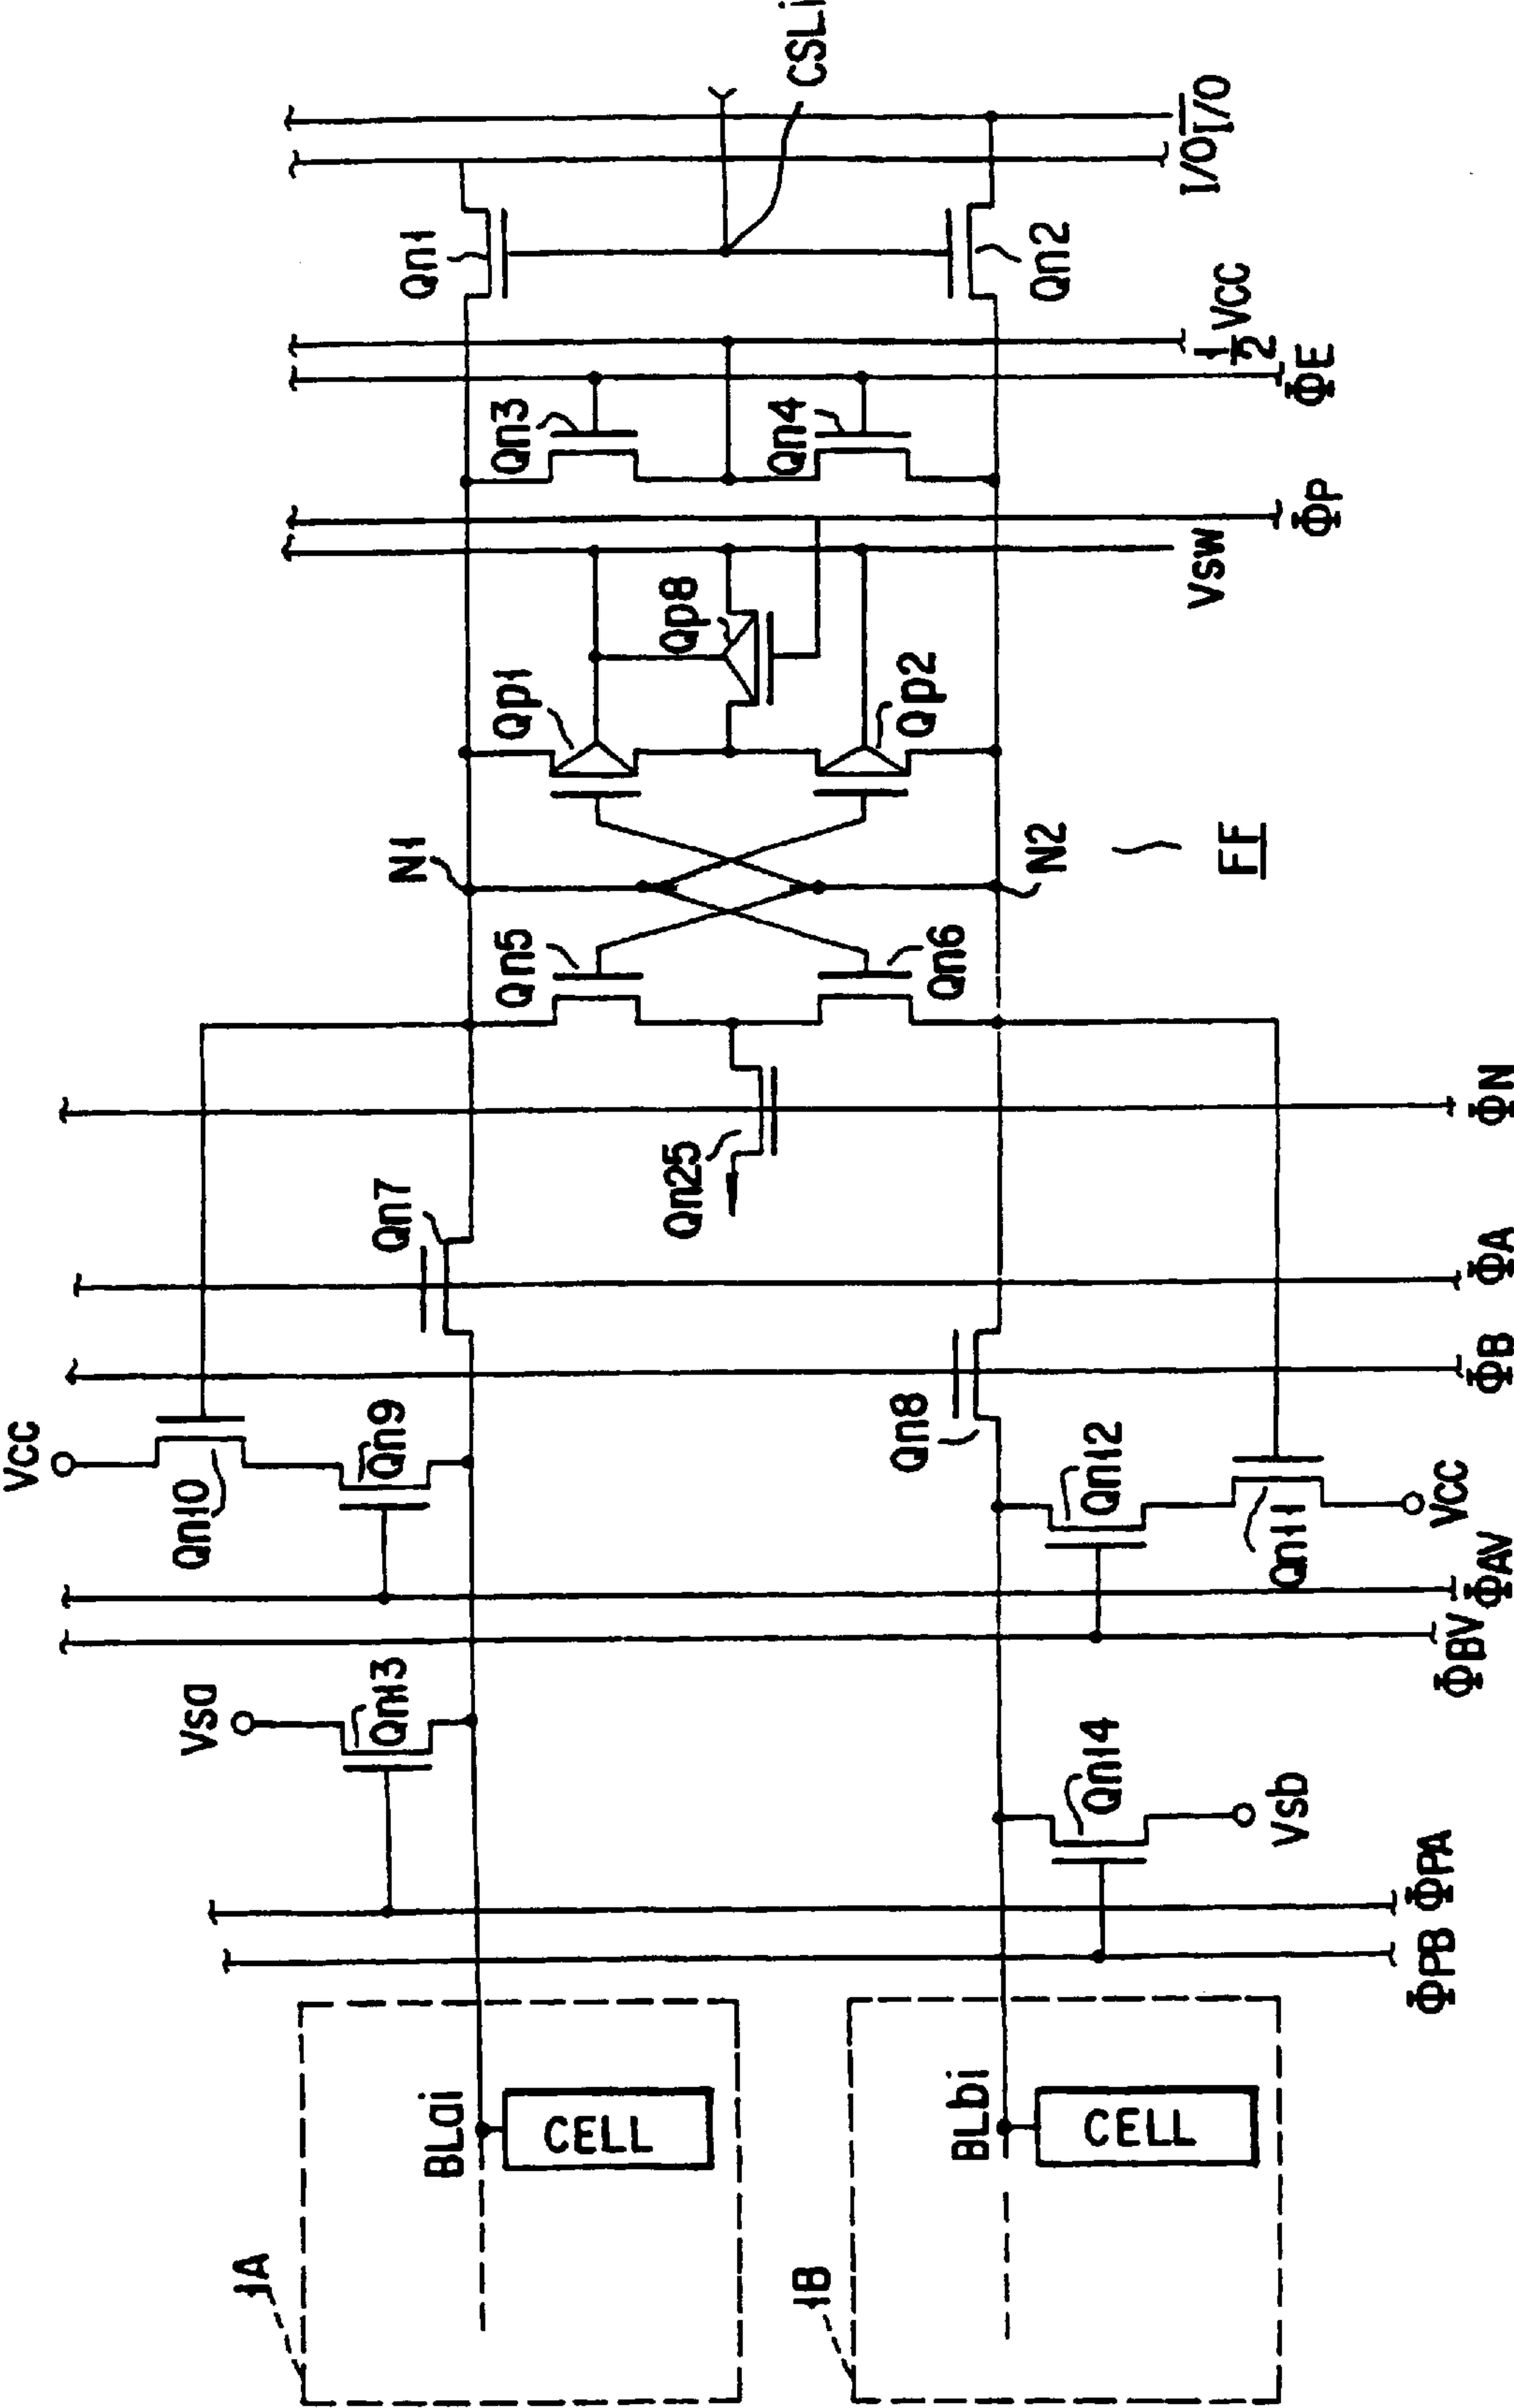 CSLi
I/O
I/O
Qn1
Qn2
1/2 VCC
ΦE
Qn3
Qn4
ΦP
Vsw
Qp8
Qp1
Qp2
N1
N2
FF
Qn5
Qn6
ΦN
Qn25
Qn7
ΦA
ΦB
Qn8
Vcc
Qn9
Qn10
Qn12
Qn11
Vcc
ΦAV
ΦBV
Vsa
Qn13
Qn14
Vsb
ΦPA
ΦPB
BLai
CELL
BLbi
CELL
1A
1B